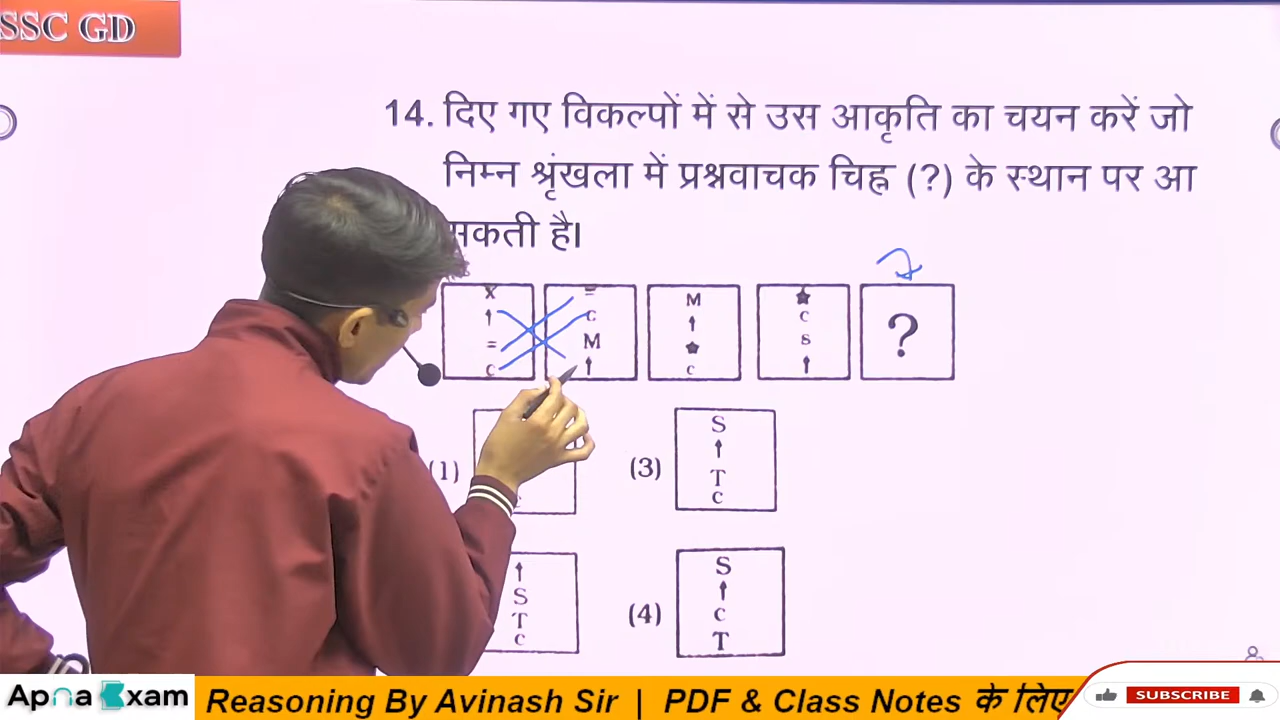 SSC GD
14. दिए गए विकल्पों में से उस आकृति का चयन करें जो
निम्न श्रृंखला में प्रश्नवाचक चिह्न (?) के स्थान पर आ
सकती है।
X
↑
=
C
=
C
M
↑
M
↑
★
C
★
C
S
↑
?
(1)
(3)
S
↑
T
C
↑
S
T
C
(4)
S
↑
C
T
Apna Exam
Reasoning By Avinash Sir | PDF & Class Notes के लिए
SUBSCRIBE